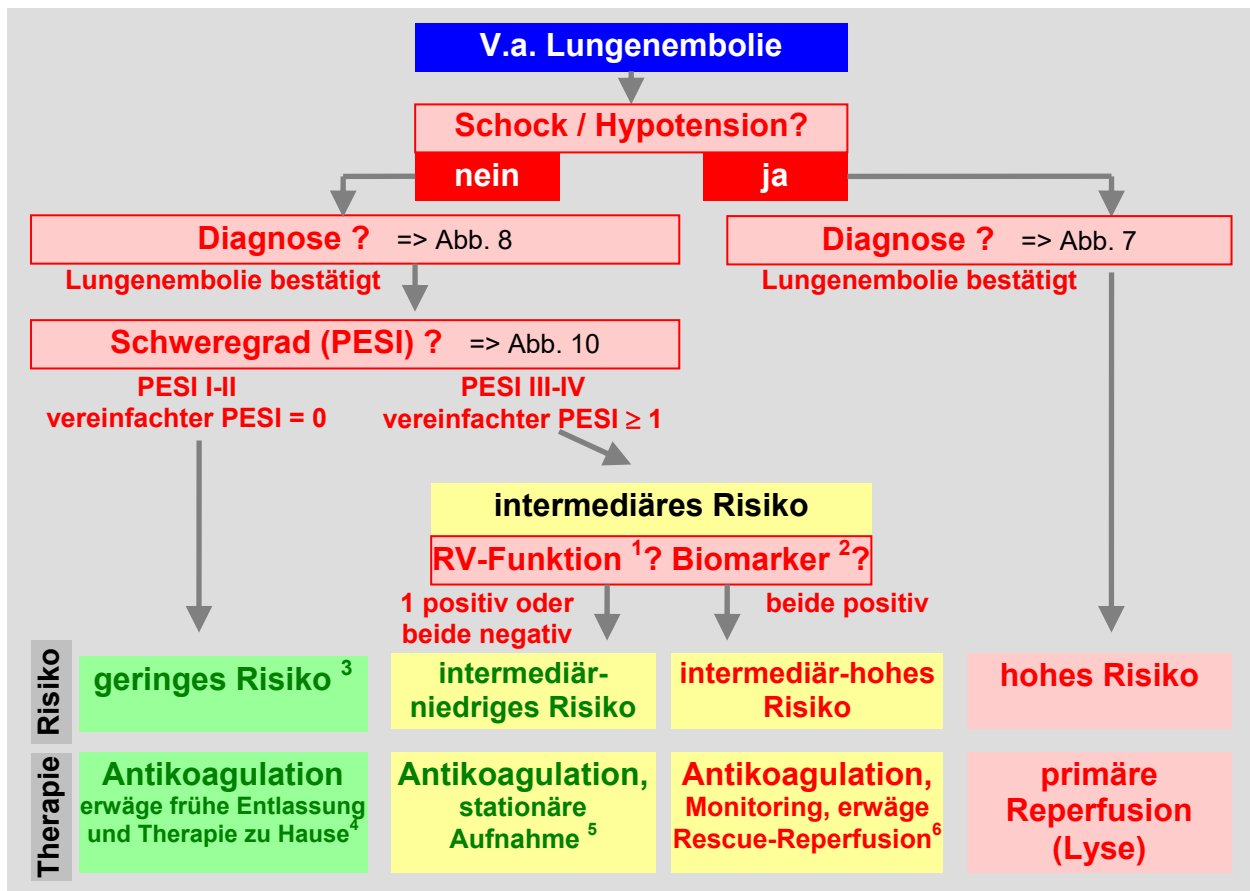 V.a. Lungenembolie
Schock / Hypotension?
nein
ja
Diagnose ? => Abb. 8
Lungenembolie bestätigt
Diagnose ? => Abb. 7
Lungenembolie bestätigt
Schweregrad (PESI) ? => Abb. 10
PESI I-II
vereinfachter PESI = 0
PESI III-IV
vereinfachter PESI ≥ 1
intermediäres Risiko
RV-Funktion ¹? Biomarker ²?
1 positiv oder
beide negativ
beide positiv
Risiko
geringes Risiko ³
intermediär-
niedriges Risiko
intermediär-hohes
Risiko
hohes Risiko
Therapie
Antikoagulation
erwäge frühe Entlassung
und Therapie zu Hause⁴
Antikoagulation,
stationäre
Aufnahme ⁵
Antikoagulation,
Monitoring, erwäge
Rescue-Reperfusion⁶
primäre
Reperfusion
(Lyse)